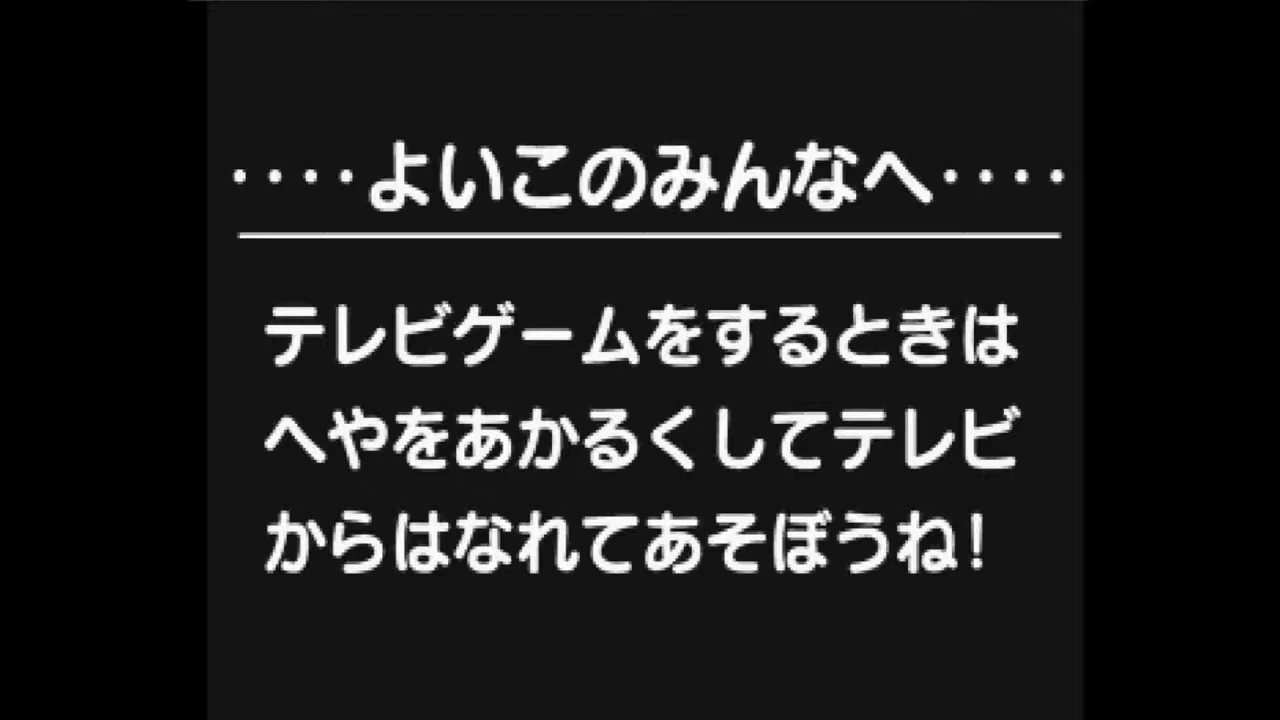 ････よいこのみんなへ････
テレビゲームをするときは
へやをあかるくしてテレビ
からはなれてあそぼうね！